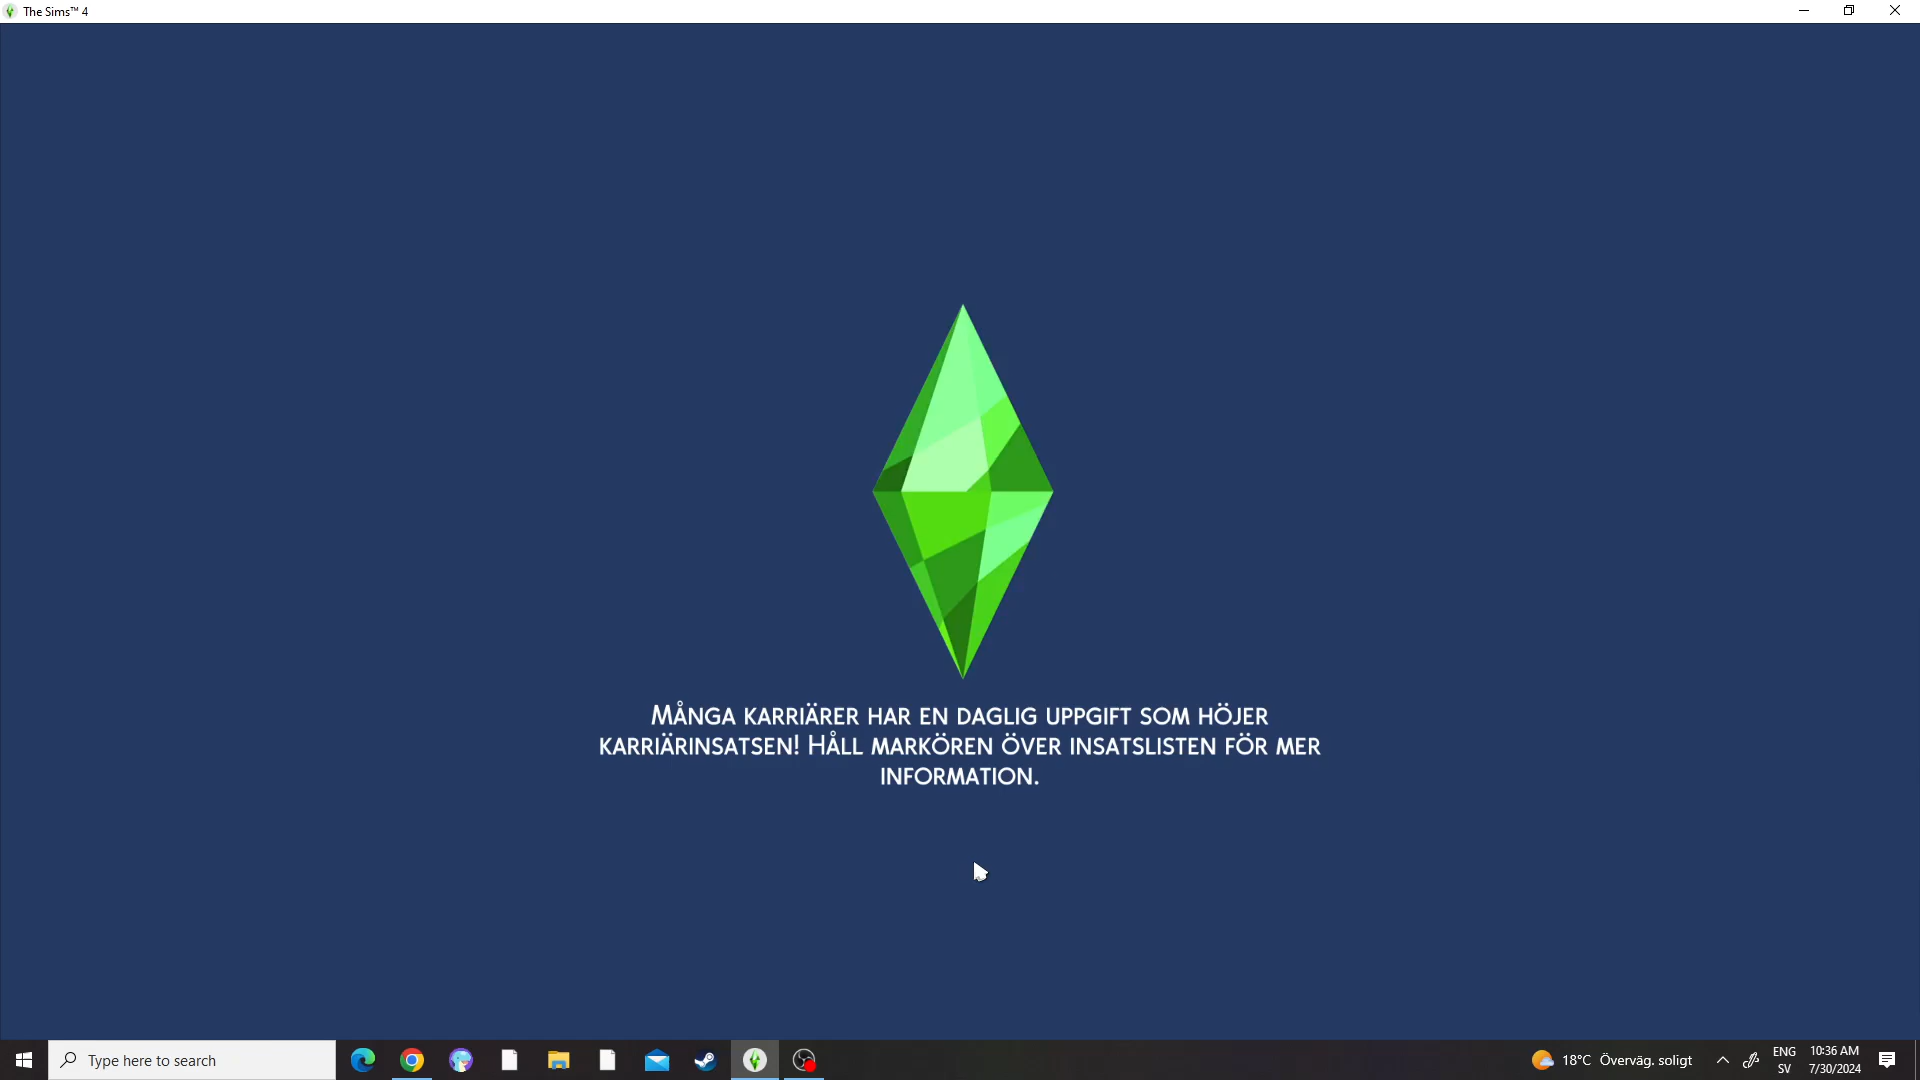 The Sims™ 4
MÅNGA KARRIÄRER HAR EN DAGLIG UPPGIFT SOM HÖJER
KARRIÄRINSATSEN! HÅLL MARKÖREN ÖVER INSATSLISTEN FÖR MER
INFORMATION.
Type here to search
18°C Överväg. soligt
ENG
SV
10:36 AM
7/30/2024